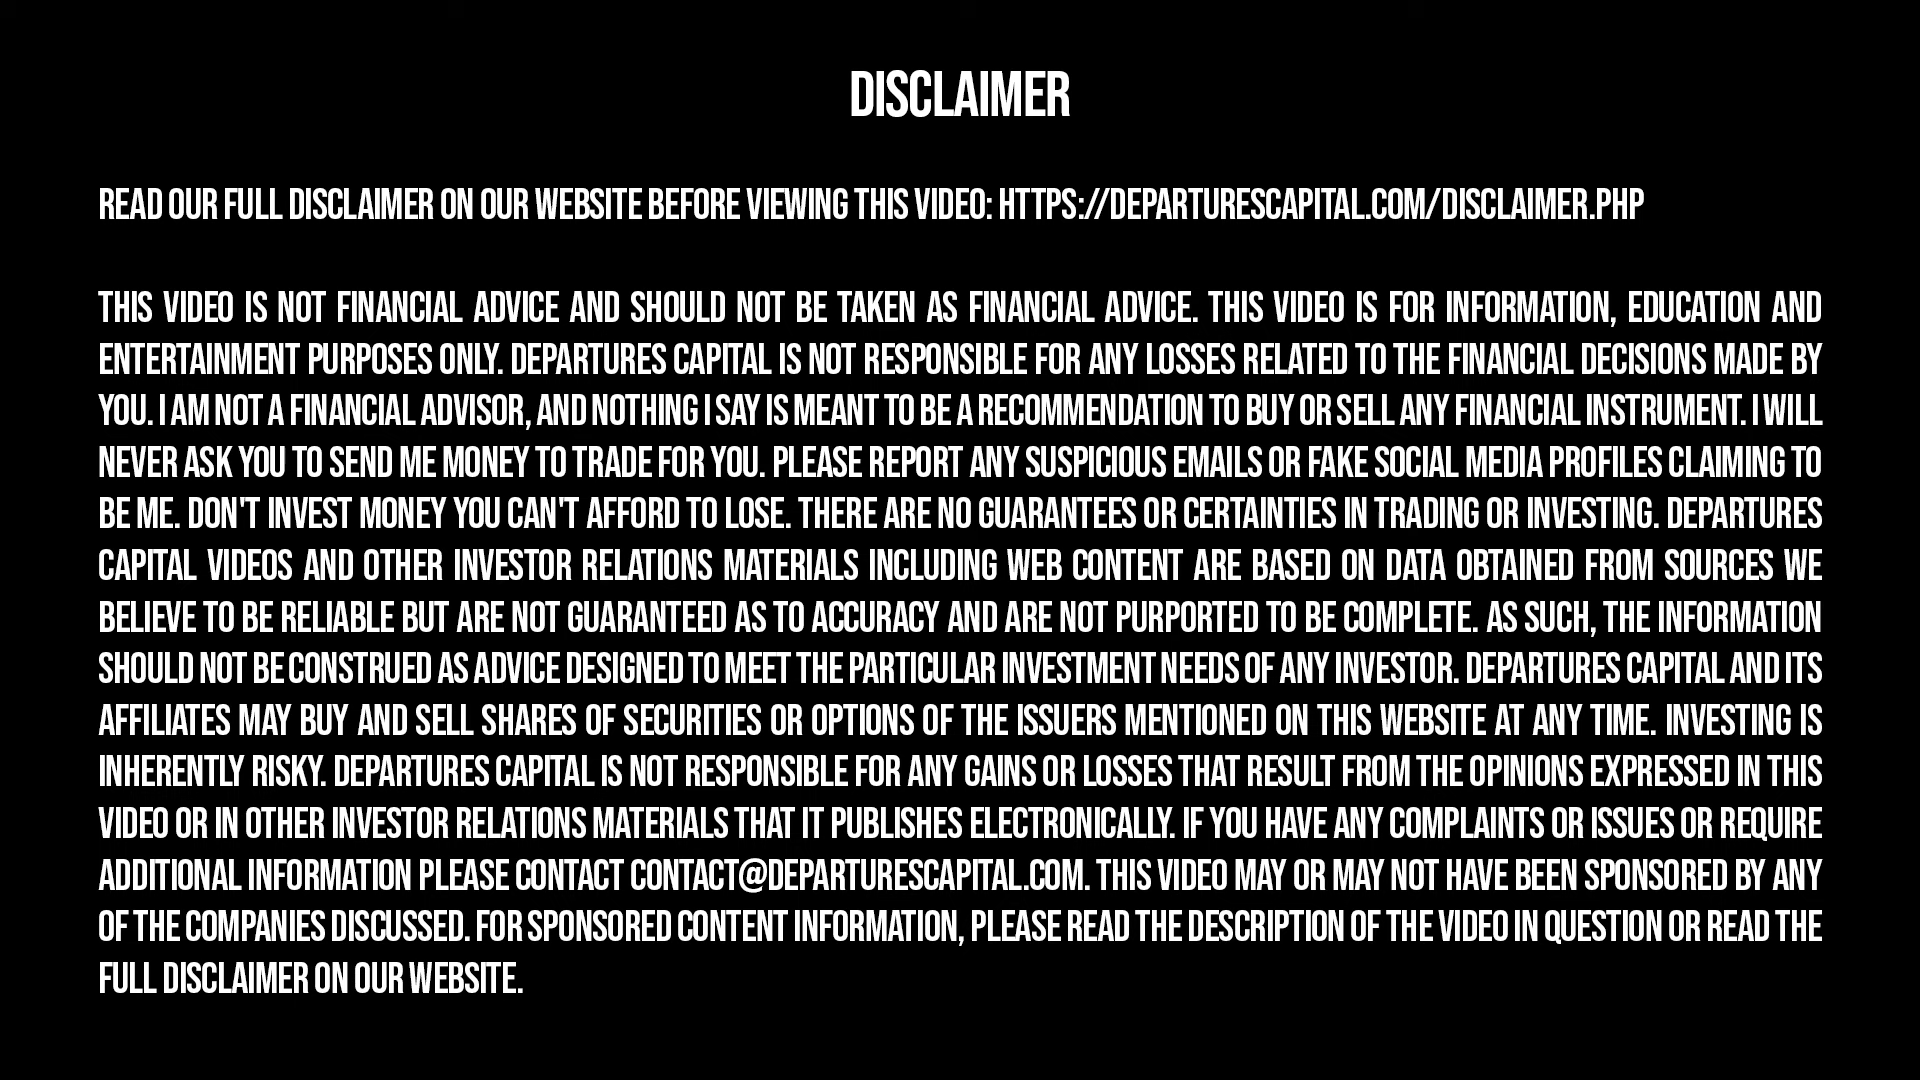 DISCLAIMER
READ OUR FULL DISCLAIMER ON OUR WEBSITE BEFORE VIEWING THIS VIDEO: HTTPS://DEPARTURESCAPITAL.COM/DISCLAIMER.PHP
THIS VIDEO IS NOT FINANCIAL ADVICE AND SHOULD NOT BE TAKEN AS FINANCIAL ADVICE. THIS VIDEO IS FOR INFORMATION, EDUCATION AND
ENTERTAINMENT PURPOSES ONLY. DEPARTURES CAPITAL IS NOT RESPONSIBLE FOR ANY LOSSES RELATED TO THE FINANCIAL DECISIONS MADE BY
YOU. I AM NOT A FINANCIAL ADVISOR, AND NOTHING I SAY IS MEANT TO BE A RECOMMENDATION TO BUY OR SELL ANY FINANCIAL INSTRUMENT. I WILL
NEVER ASK YOU TO SEND ME MONEY TO TRADE FOR YOU. PLEASE REPORT ANY SUSPICIOUS EMAILS OR FAKE SOCIAL MEDIA PROFILES CLAIMING TO
BE ME. DON'T INVEST MONEY YOU CAN'T AFFORD TO LOSE. THERE ARE NO GUARANTEES OR CERTAINTIES IN TRADING OR INVESTING. DEPARTURES
CAPITAL VIDEOS AND OTHER INVESTOR RELATIONS MATERIALS INCLUDING WEB CONTENT ARE BASED ON DATA OBTAINED FROM SOURCES WE
BELIEVE TO BE RELIABLE BUT ARE NOT GUARANTEED AS TO ACCURACY AND ARE NOT PURPORTED TO BE COMPLETE. AS SUCH, THE INFORMATION
SHOULD NOT BE CONSTRUED AS ADVICE DESIGNED TO MEET THE PARTICULAR INVESTMENT NEEDS OF ANY INVESTOR. DEPARTURES CAPITAL AND ITS
AFFILIATES MAY BUY AND SELL SHARES OF SECURITIES OR OPTIONS OF THE ISSUERS MENTIONED ON THIS WEBSITE AT ANY TIME. INVESTING IS
INHERENTLY RISKY. DEPARTURES CAPITAL IS NOT RESPONSIBLE FOR ANY GAINS OR LOSSES THAT RESULT FROM THE OPINIONS EXPRESSED IN THIS
VIDEO OR IN OTHER INVESTOR RELATIONS MATERIALS THAT IT PUBLISHES ELECTRONICALLY. IF YOU HAVE ANY COMPLAINTS OR ISSUES OR REQUIRE
ADDITIONAL INFORMATION PLEASE CONTACT CONTACT@DEPARTURESCAPITAL.COM. THIS VIDEO MAY OR MAY NOT HAVE BEEN SPONSORED BY ANY
OF THE COMPANIES DISCUSSED. FOR SPONSORED CONTENT INFORMATION, PLEASE READ THE DESCRIPTION OF THE VIDEO IN QUESTION OR READ THE
FULL DISCLAIMER ON OUR WEBSITE.